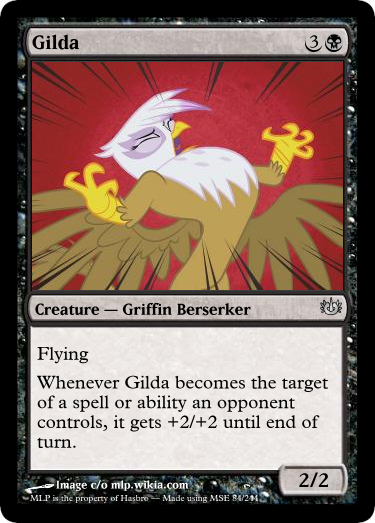 Gilda 3
Creature — Griffin Berserker
Flying
Whenever Gilda becomes the target
of a spell or ability an opponent
controls, it gets +2/+2 until end of
turn.
2/2
Image c/o mlp.wikia.com
MLP is the property of Hasbro — Made using MSE 84/244